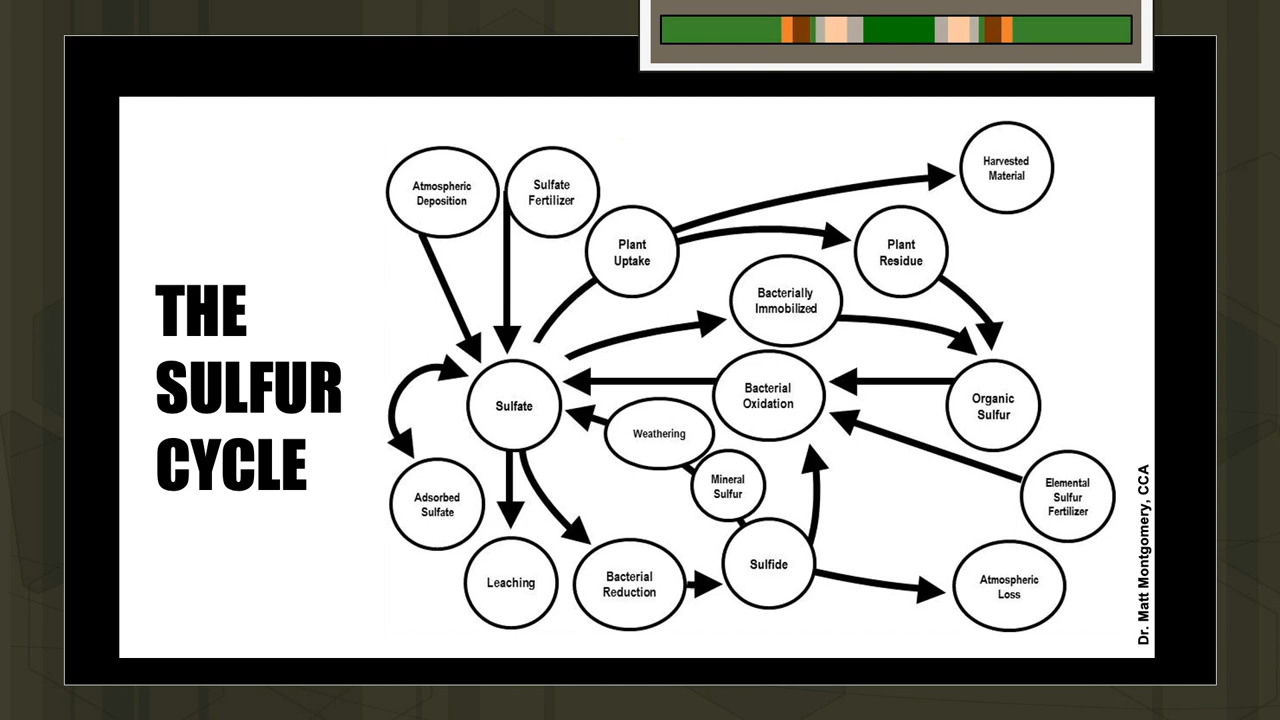 THE
SULFUR
CYCLE
Atmospheric
Deposition
Sulfate
Fertilizer
Plant
Uptake
Harvested
Material
Plant
Residue
Bacterially
Immobilized
Sulfate
Bacterial
Oxidation
Organic
Sulfur
Weathering
Mineral
Sulfur
Elemental
Sulfur
Fertilizer
Adsorbed
Sulfate
Leaching
Bacterial
Reduction
Sulfide
Atmospheric
Loss
Dr. Matt Montgomery, CCA